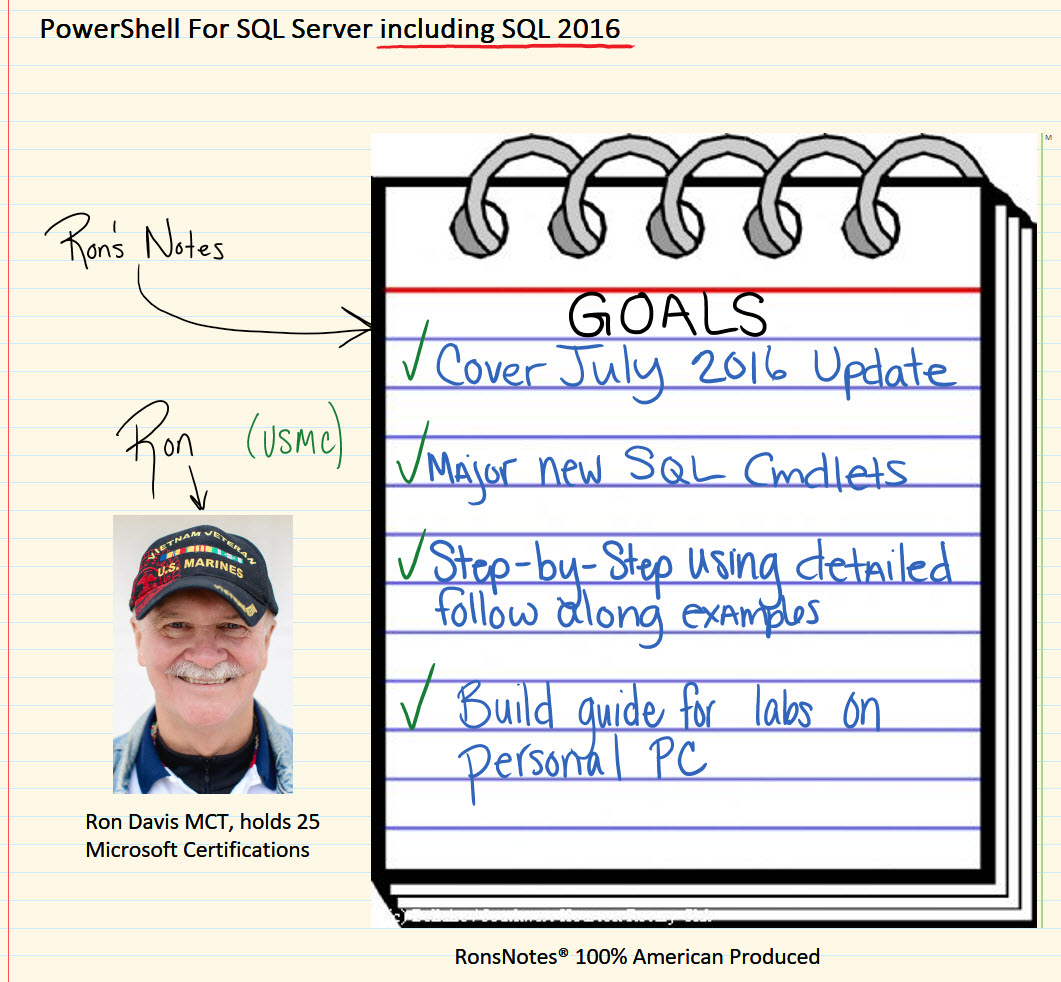 PowerShell For SQL Server including SQL 2016
M
Ron's Notes
GOALS
✓ Cover July 2016 Update
✓ Major new SQL Cmdlets
✓ Step-by-Step using detailed
follow along examples
✓ Build guide for labs on
personal PC
Ron (USMC)
VIETNAM VETERAN
U.S. MARINES
Ron Davis MCT, holds 25
Microsoft Certifications
RonsNotes® 100% American Produced